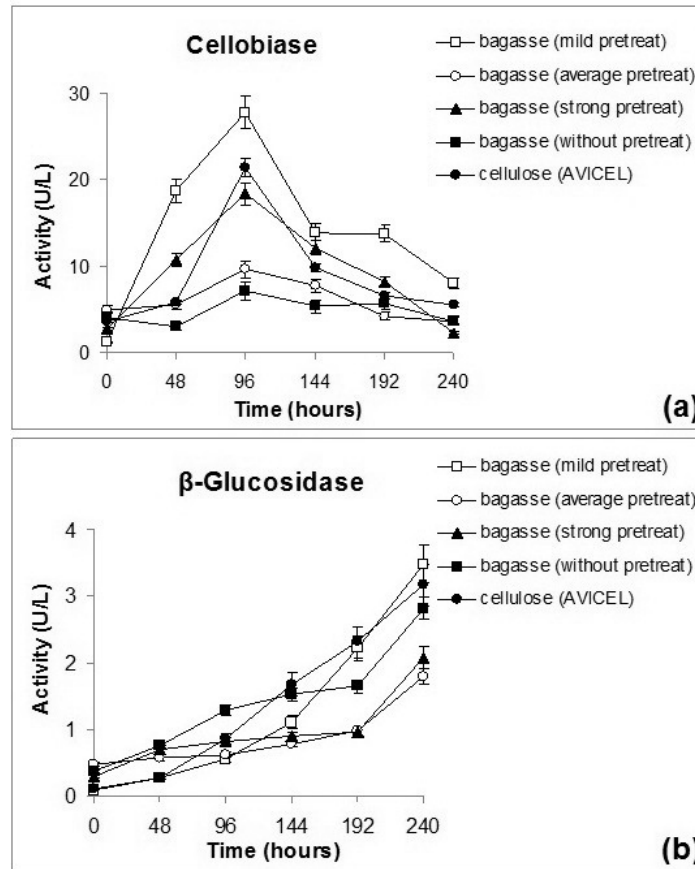 Cellobiase
bagasse (mild pretreat)
bagasse (average pretreat)
bagasse (strong pretreat)
bagasse (without pretreat)
cellulose (AVICEL)
Activity (U/L)
30
20
10
0
0 48 96 144 192 240
Time (hours)
(a)
β-Glucosidase
bagasse (mild pretreat)
bagasse (average pretreat)
bagasse (strong pretreat)
bagasse (without pretreat)
cellulose (AVICEL)
Activity (U/L)
4
3
2
1
0
0 48 96 144 192 240
Time (hours)
(b)